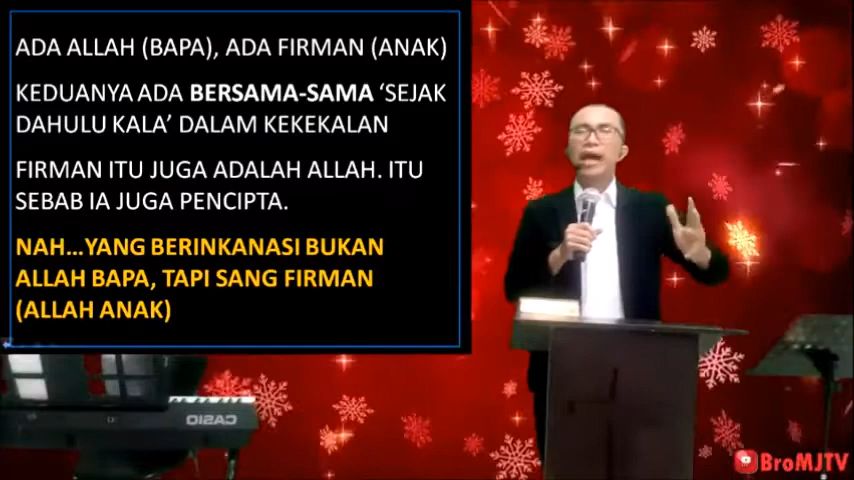 ADA ALLAH (BAPA), ADA FIRMAN (ANAK)
KEDUANYA ADA BERSAMA-SAMA ‘SEJAK
DAHULU KALA’ DALAM KEKEKALAN
FIRMAN ITU JUGA ADALAH ALLAH. ITU
SEBAB IA JUGA PENCIPTA.
NAH...YANG BERINKANASI BUKAN
ALLAH BAPA, TAPI SANG FIRMAN
(ALLAH ANAK)
CASIO
BroMJTV